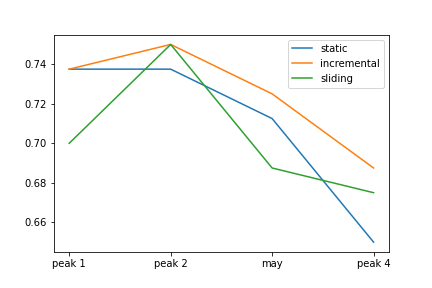 static
incremental
sliding
0.74
0.72
0.70
0.68
0.66
peak 1 peak 2 may peak 4